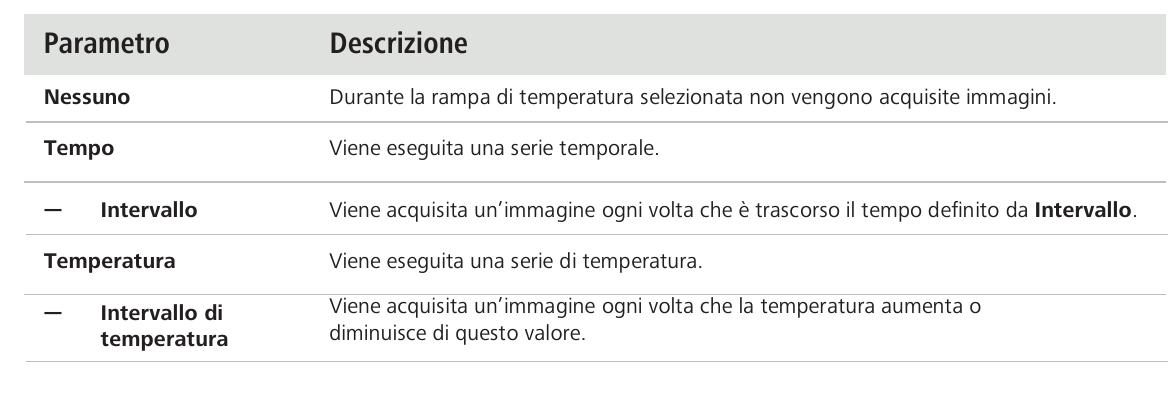 Parametro Descrizione
Nessuno Durante la rampa di temperatura selezionata non vengono acquisite immagini.
Tempo Viene eseguita una serie temporale.
— Intervallo Viene acquisita un’immagine ogni volta che è trascorso il tempo definito da Intervallo.
Temperatura Viene eseguita una serie di temperatura.
— Intervallo di temperatura Viene acquisita un’immagine ogni volta che la temperatura aumenta o
diminuisce di questo valore.